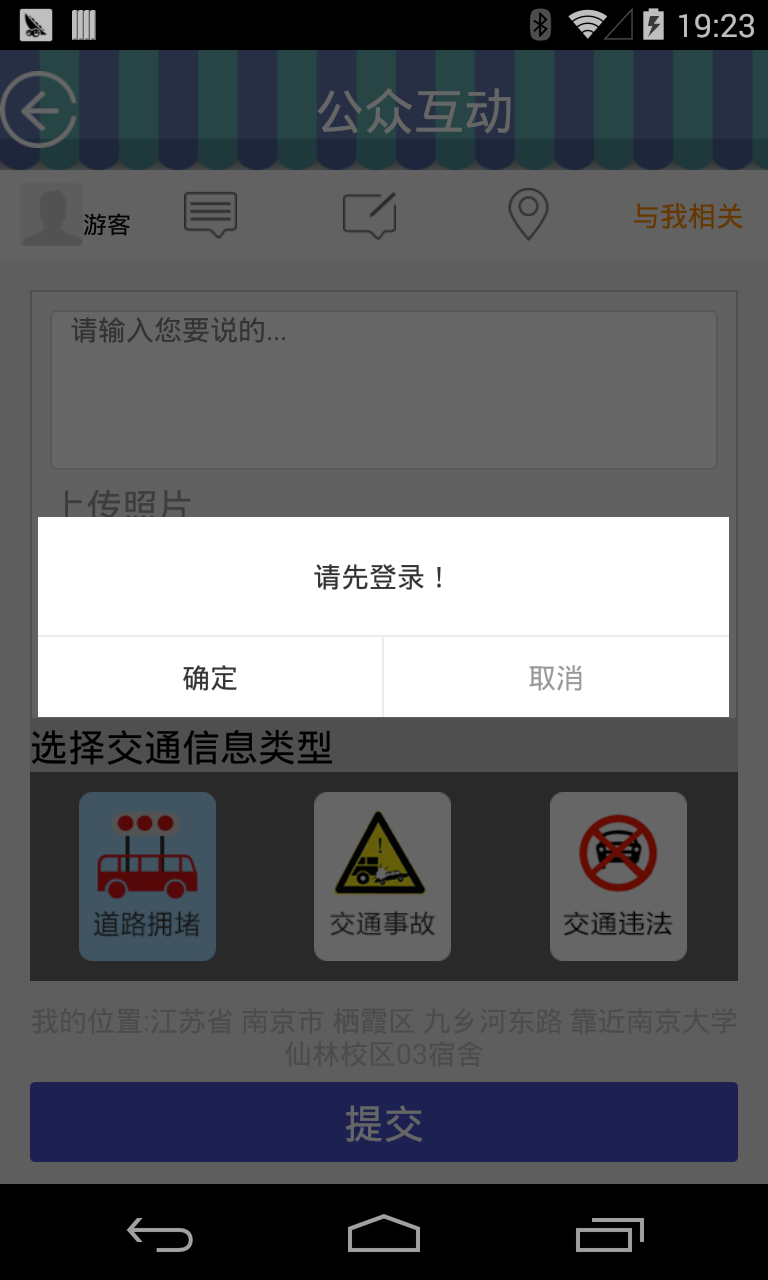 19:23
公众互动
游客
与我相关
请输入您要说的...
上传照片
请先登录！
确定
取消
选择交通信息类型
道路拥堵
交通事故
交通违法
我的位置:江苏省 南京市 栖霞区 九乡河东路 靠近南京大学
仙林校区03宿舍
提交